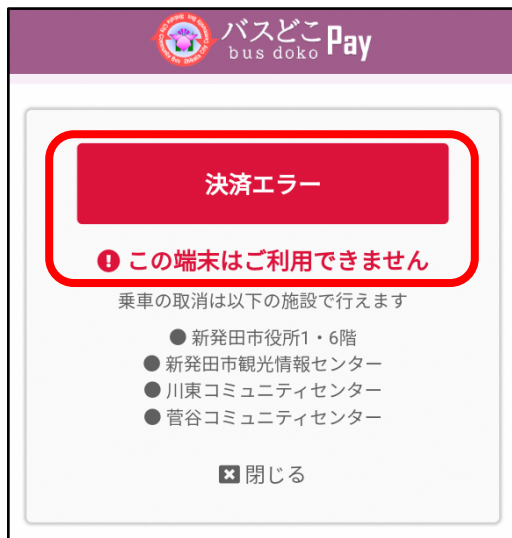 バスどこ Pay
bus doko
決済エラー
この端末はご利用できません
乗車の取消は以下の施設で行えます
● 新発田市役所1・6階
● 新発田市観光情報センター
● 川東コミュニティセンター
● 菅谷コミュニティセンター
閉じる